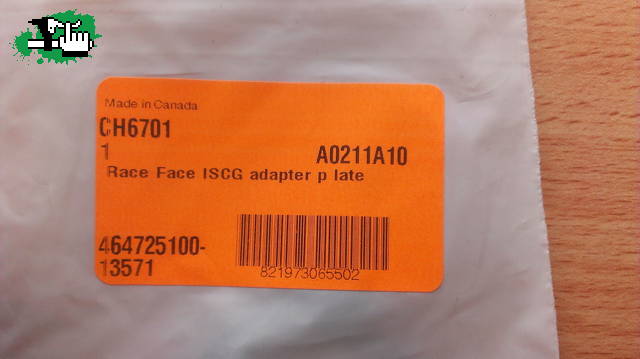 Made in Canada
CH6701
1
A0211A10
Race Face ISCG adapter p late
464725100-
13571
821973065502